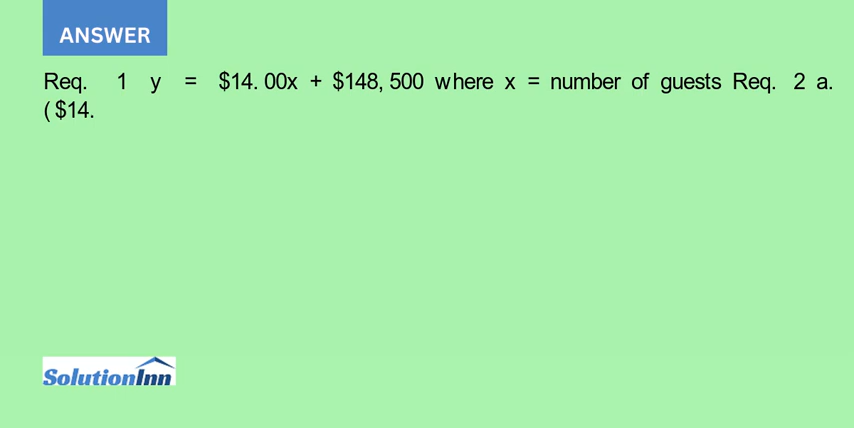 ANSWER
Req. 1 y = $14. 00x + $148, 500 where x = number of guests Req. 2 a.
( $14.
SolutionInn